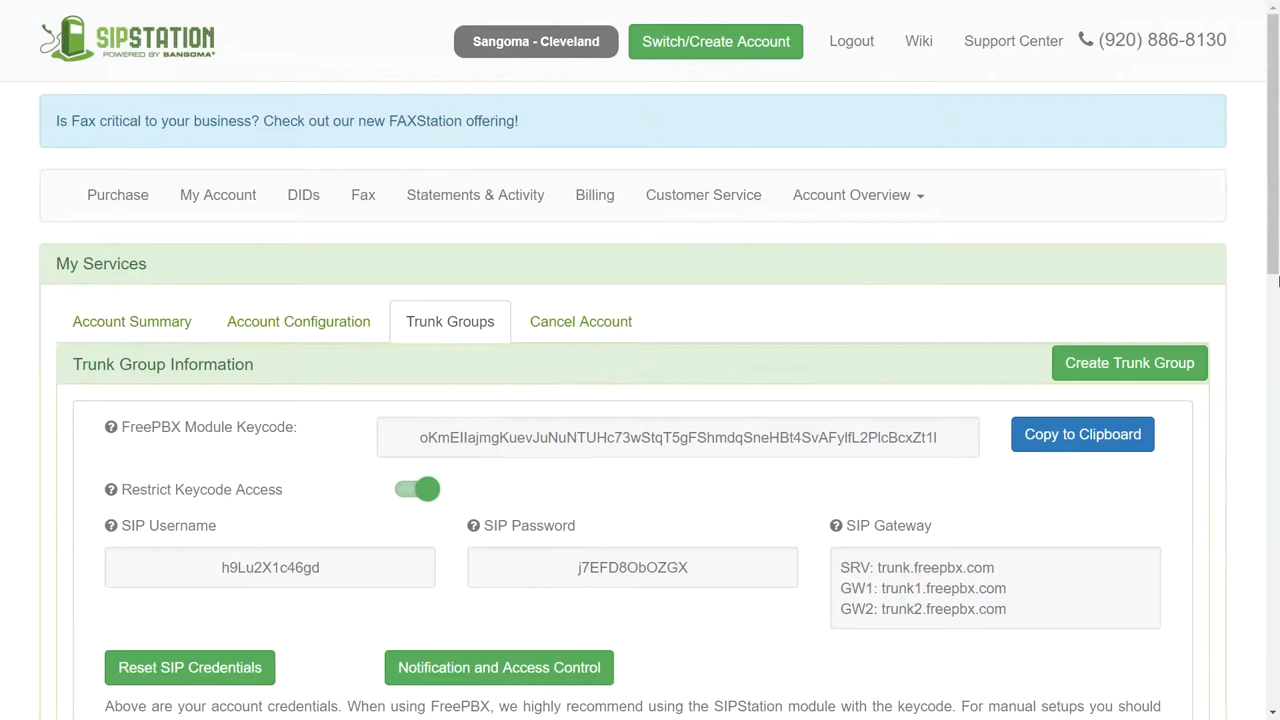 SIPSTATION
POWERED BY SANGOMA
Sangoma - Cleveland
Switch/Create Account
Logout
Wiki
Support Center
(920) 886-8130
Is Fax critical to your business? Check out our new FAXStation offering!
Purchase
My Account
DIDs
Fax
Statements & Activity
Billing
Customer Service
Account Overview
My Services
Account Summary
Account Configuration
Trunk Groups
Cancel Account
Trunk Group Information
Create Trunk Group
FreePBX Module Keycode:
oKmEIIajmgKuevJuNuNTUHc73wStqT5gFShmdqSneHBt4SvAFylfL2PlcBcxZt1l
Copy to Clipboard
Restrict Keycode Access
SIP Username
SIP Password
SIP Gateway
h9Lu2X1c46gd
j7EFD8ObOZGX
SRV: trunk.freepbx.com
GW1: trunk1.freepbx.com
GW2: trunk2.freepbx.com
Reset SIP Credentials
Notification and Access Control
Above are your account credentials. When using FreePBX, we highly recommend using the SIPStation module with the keycode. For manual setups you should